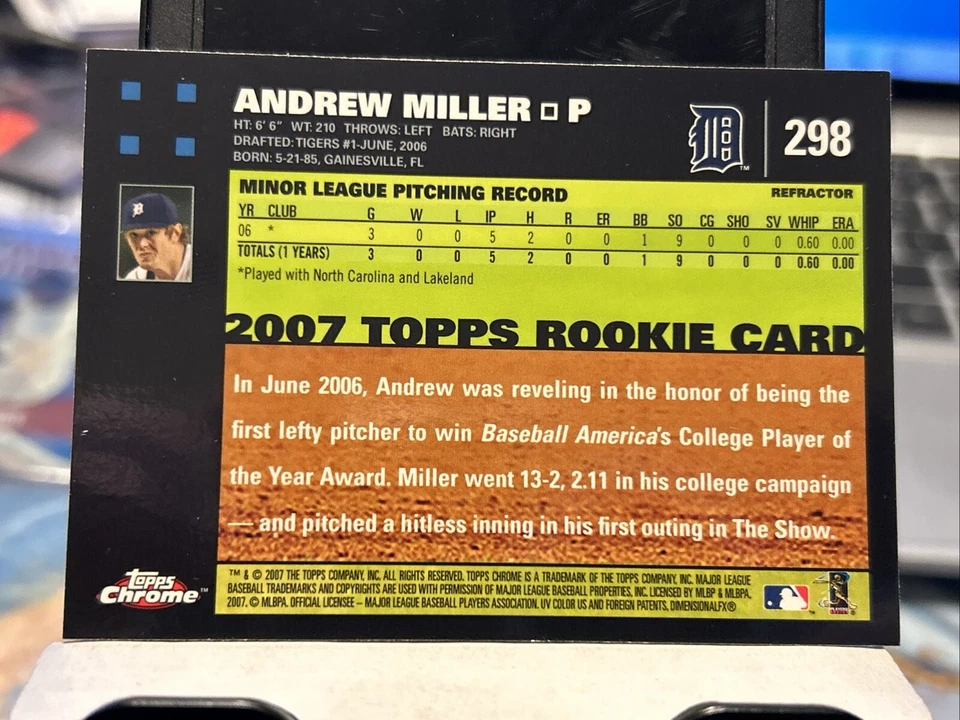 ANDREW MILLER P
HT: 6' 6" WT: 210 THROWS: LEFT BATS: RIGHT
DRAFTED: TIGERS #1-JUNE, 2006
BORN: 5-21-85, GAINESVILLE, FL
D
™
298
MINOR LEAGUE PITCHING RECORD REFRACTOR
YR CLUB G W L IP H R ER BB SO CG SHO SV WHIP ERA
06 * 3 0 0 5 2 0 0 1 9 0 0 0 0.60 0.00
TOTALS (1 YEARS) 3 0 0 5 2 0 0 1 9 0 0 0 0.60 0.00
*Played with North Carolina and Lakeland
2007 TOPPS ROOKIE CARD
In June 2006, Andrew was reveling in the honor of being the
first lefty pitcher to win Baseball America's College Player of
the Year Award. Miller went 13-2, 2.11 in his college campaign
— and pitched a hitless inning in his first outing in The Show.
Topps
Chrome™
™ & © 2007 THE TOPPS COMPANY, INC. ALL RIGHTS RESERVED. TOPPS CHROME IS A TRADEMARK OF THE TOPPS COMPANY, INC. MAJOR LEAGUE
BASEBALL TRADEMARKS AND COPYRIGHTS ARE USED WITH PERMISSION OF MAJOR LEAGUE BASEBALL PROPERTIES, INC. LICENSED BY MLBP & MLBPA,
2007. © MLBPA. OFFICIAL LICENSEE – MAJOR LEAGUE BASEBALL PLAYERS ASSOCIATION. UV COLOR US AND FOREIGN PATENTS, DIMENSIONALFX®